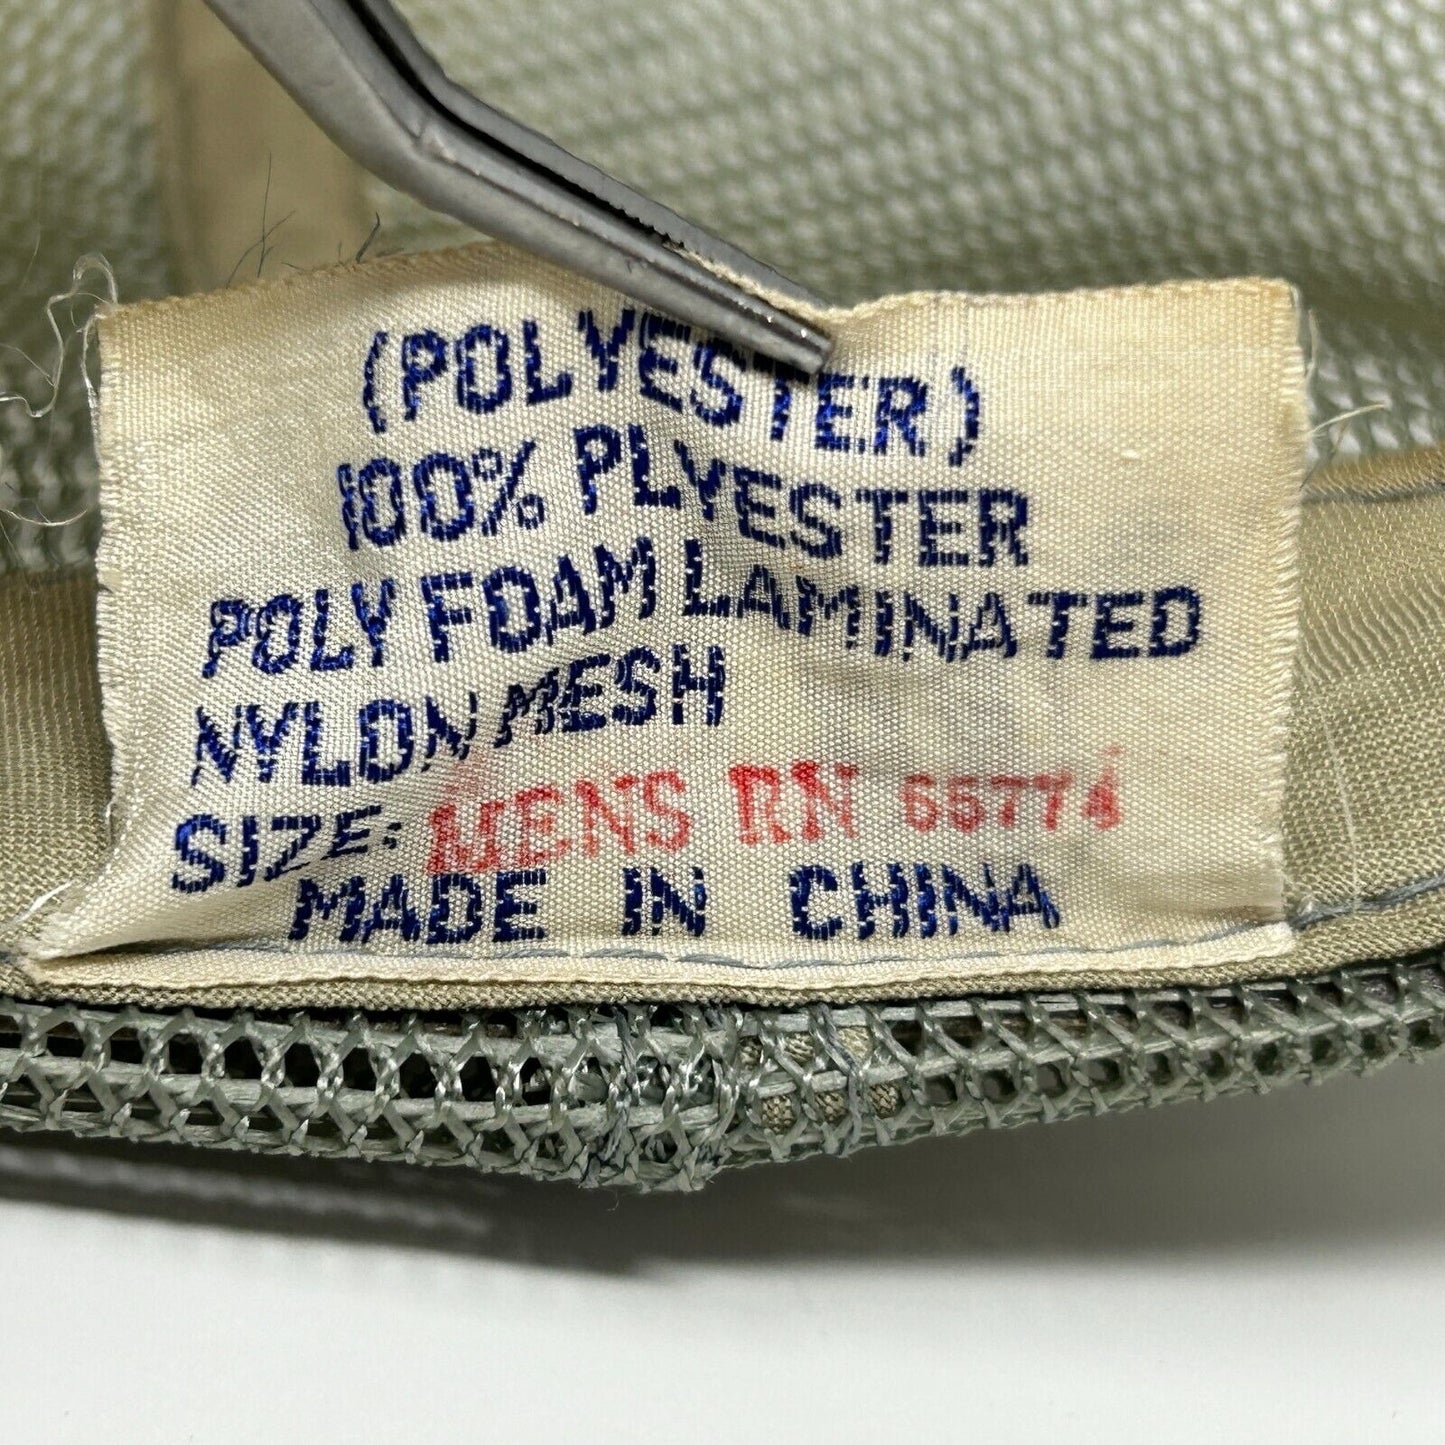 (POLYESTER)
100% PLYESTER
POLY FOAM LAMINATED
NYLON MESH
SIZE: MENS RN 65774
MADE IN CHINA